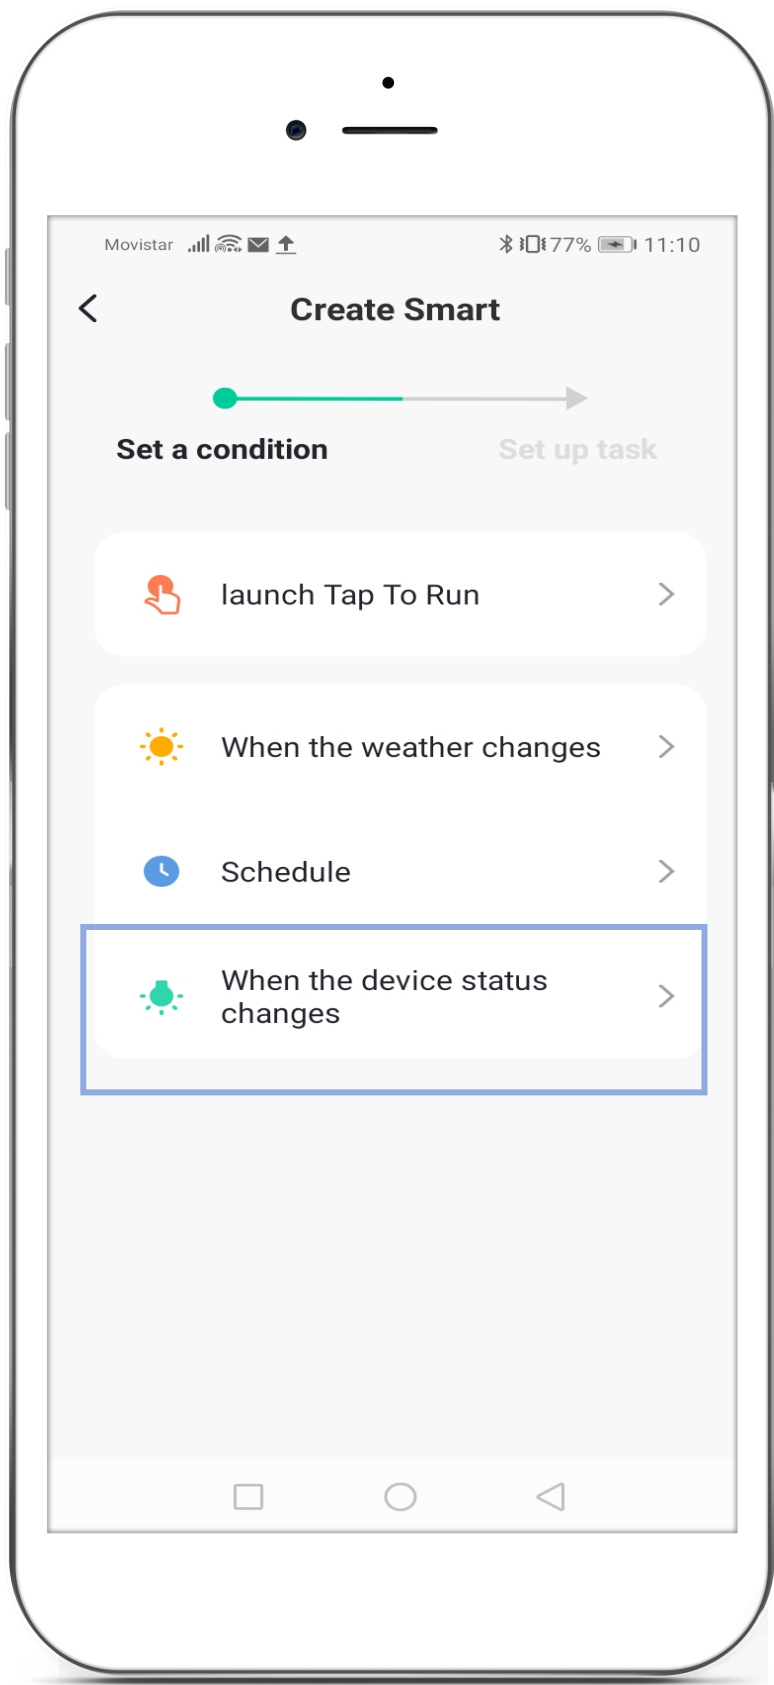 Movistar 77% 11:10
Create Smart
Set a condition Set up task
launch Tap To Run
When the weather changes
Schedule
When the device status
changes